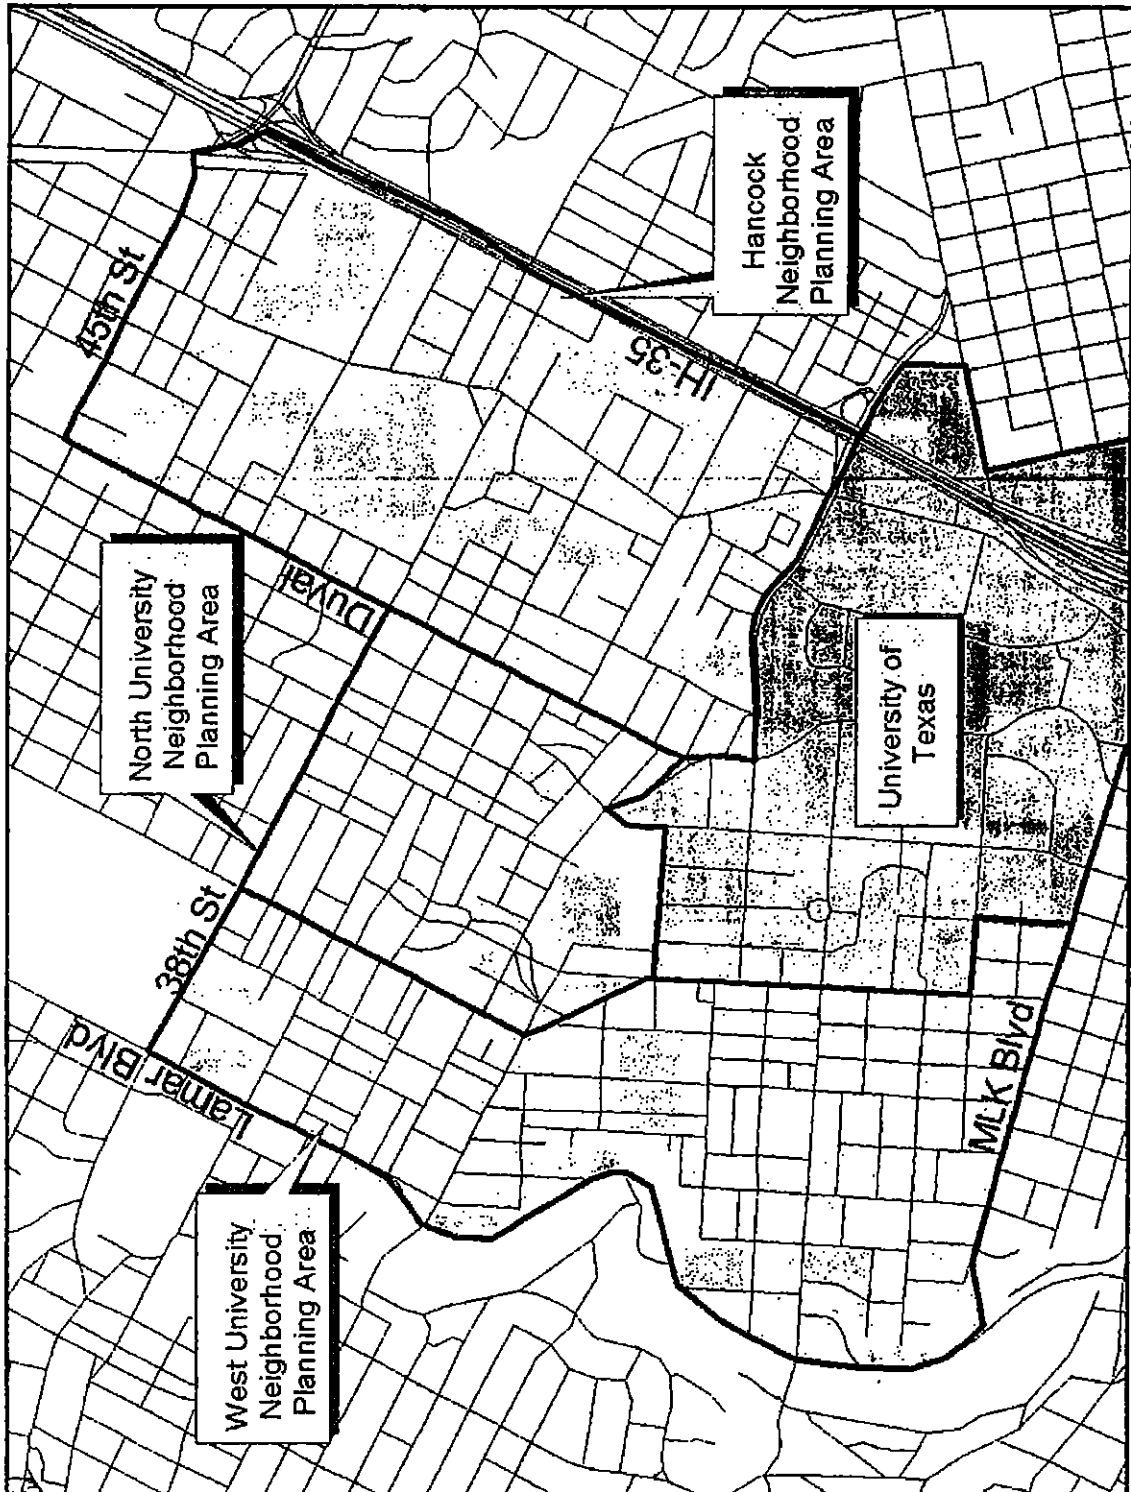 West University
Neighborhood
Planning Area
Lamar Blvd
38th St
North University
Neighborhood
Planning Area
Duval
45th St
IH-35
Hancock
Neighborhood
Planning Area
University of
Texas
MLK Blvd